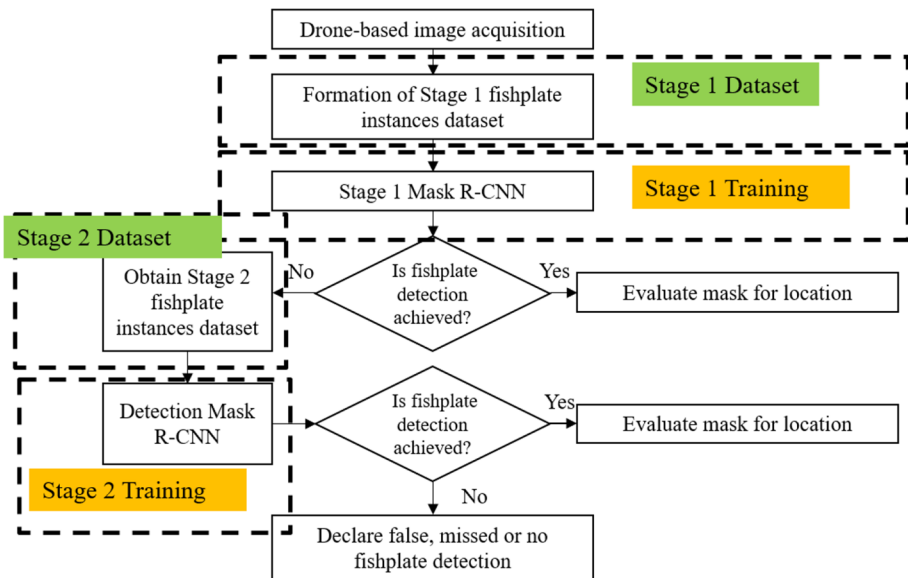 Drone-based image acquisition
Stage 1 Dataset
Formation of Stage 1 fishplate
instances dataset
Stage 1 Mask R-CNN
Stage 1 Training
Stage 2 Dataset
Obtain Stage 2
fishplate
instances dataset
No
Is fishplate
detection
achieved?
Yes
Evaluate mask for location
Detection Mask
R-CNN
Is fishplate
detection
achieved?
Yes
Evaluate mask for location
Stage 2 Training
No
Declare false, missed or no
fishplate detection